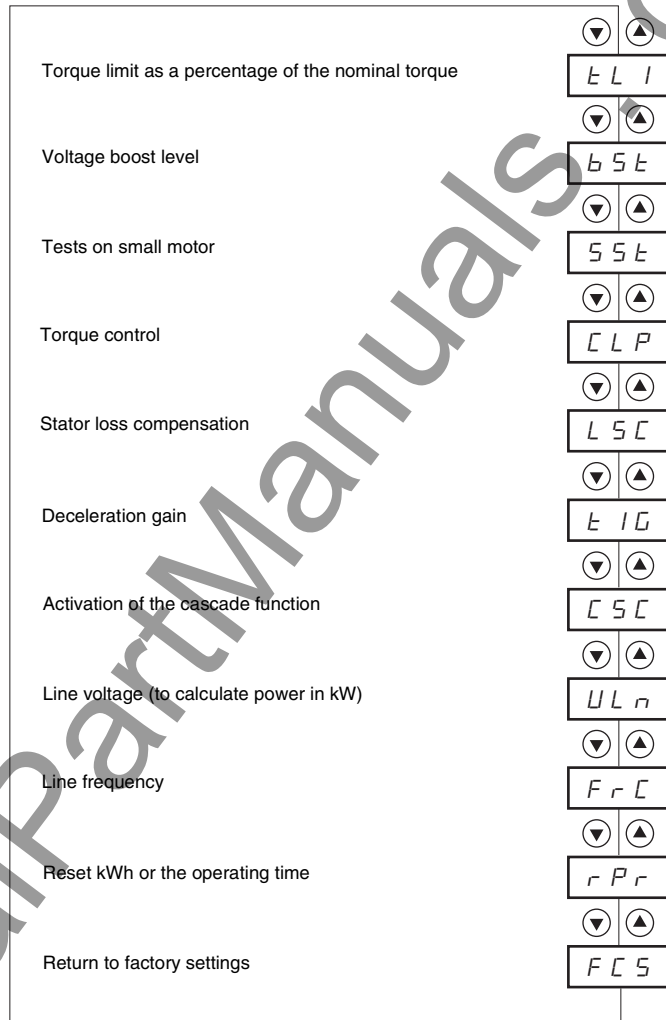 Torque limit as a percentage of the nominal torque tLI
Voltage boost level bSt
Tests on small motor SSt
Torque control CLP
Stator loss compensation LSC
Deceleration gain tIG
Activation of the cascade function CSC
Line voltage (to calculate power in kW) ULn
Line frequency FrC
Reset kWh or the operating time rPr
Return to factory settings FCS
PartManuals